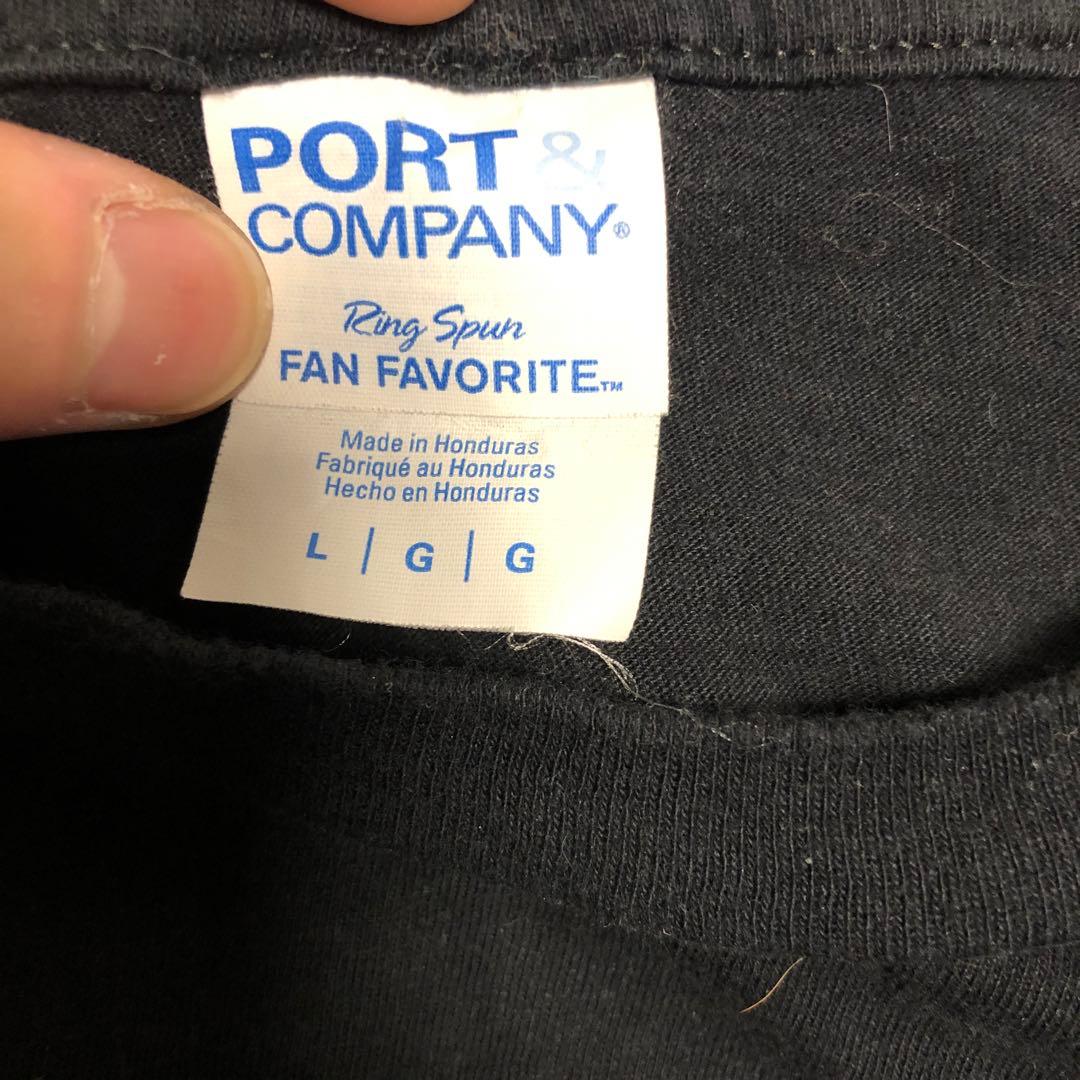 PORT &
COMPANY®
Ring Spun
FAN FAVORITE™
Made in Honduras
Fabriqué au Honduras
Hecho en Honduras
L | G | G